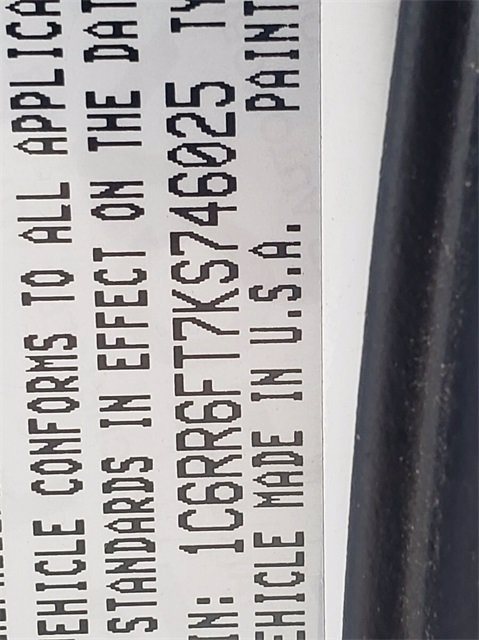 EHICLE CONFORMS TO ALL APPLICA
STANDARDS IN EFFECT ON THE DAT
IN: 1C6RR6FT7KS746025 TY
EHICLE MADE IN U.S.A. PAINT